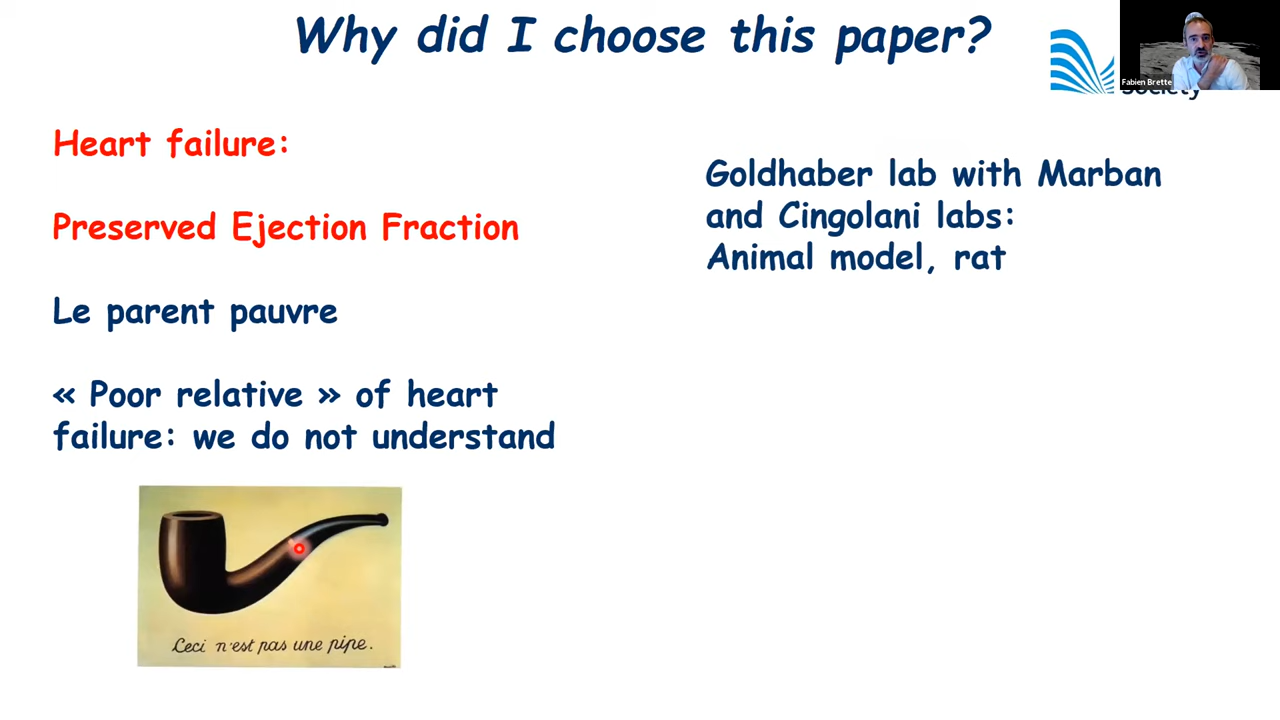 Why did I choose this paper?
Fabien Brette
Society
Heart failure:
Preserved Ejection Fraction
Le parent pauvre
« Poor relative » of heart
failure: we do not understand
Goldhaber lab with Marban
and Cingolani labs:
Animal model, rat
Ceci n'est pas une pipe.